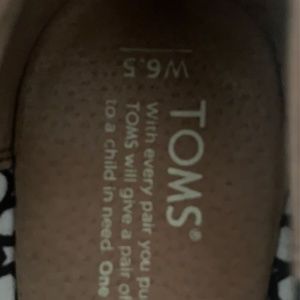 W6.5
TOMS®
With every pair you pu
TOMS will give a pair of
to a child in need. One